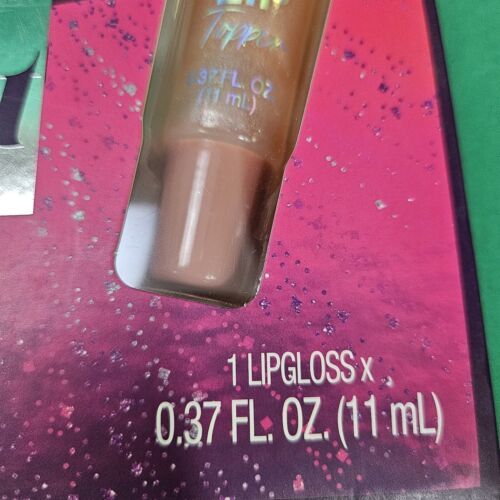 Topper
0.37 FL. OZ.
(11 mL)
1 LIPGLOSS x
0.37 FL. OZ. (11 mL)